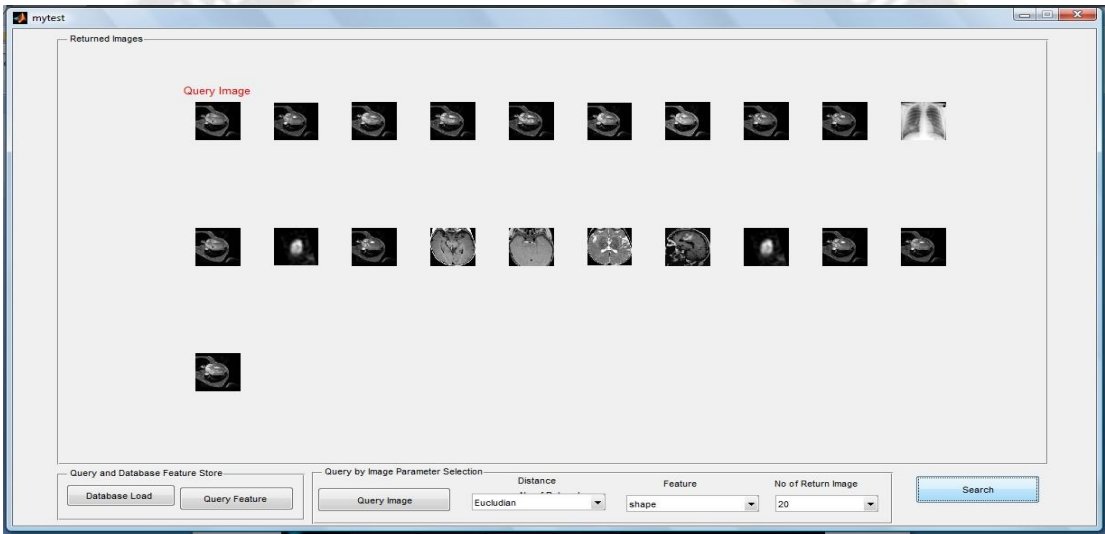 mytest
Returned Images
Query Image
Query and Database Feature Store
Database Load
Query Feature
Query by Image Parameter Selection
Query Image
Distance
Eucludian
Feature
shape
No of Return Image
20
Search